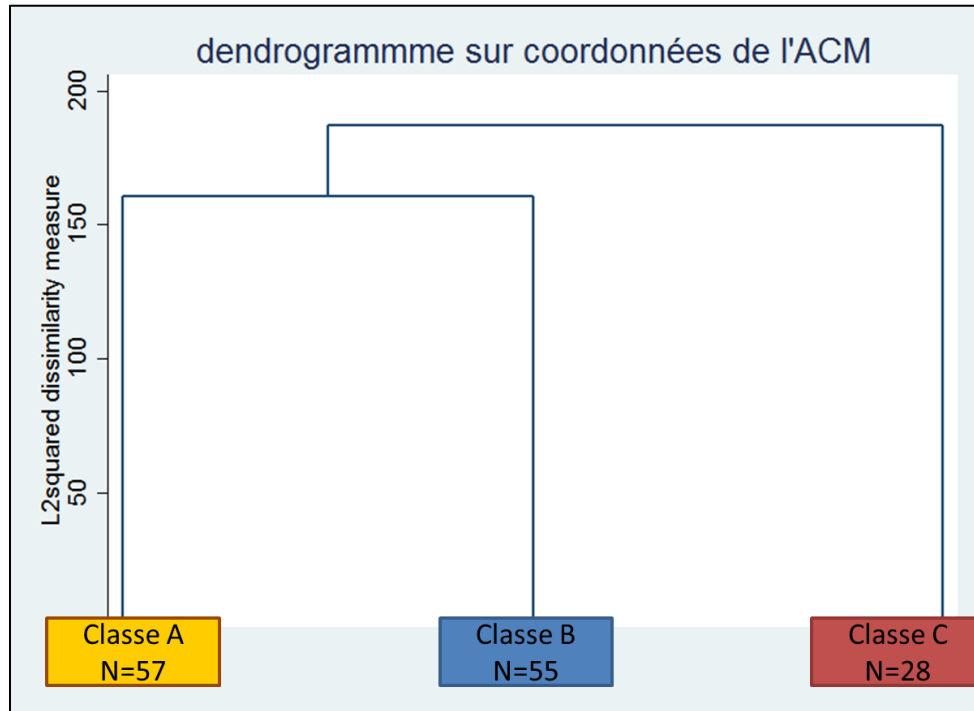 dendrogrammme sur coordonnées de l'ACM
L2squared dissimilarity measure
200
150
100
50
Classe A
N=57
Classe B
N=55
Classe C
N=28